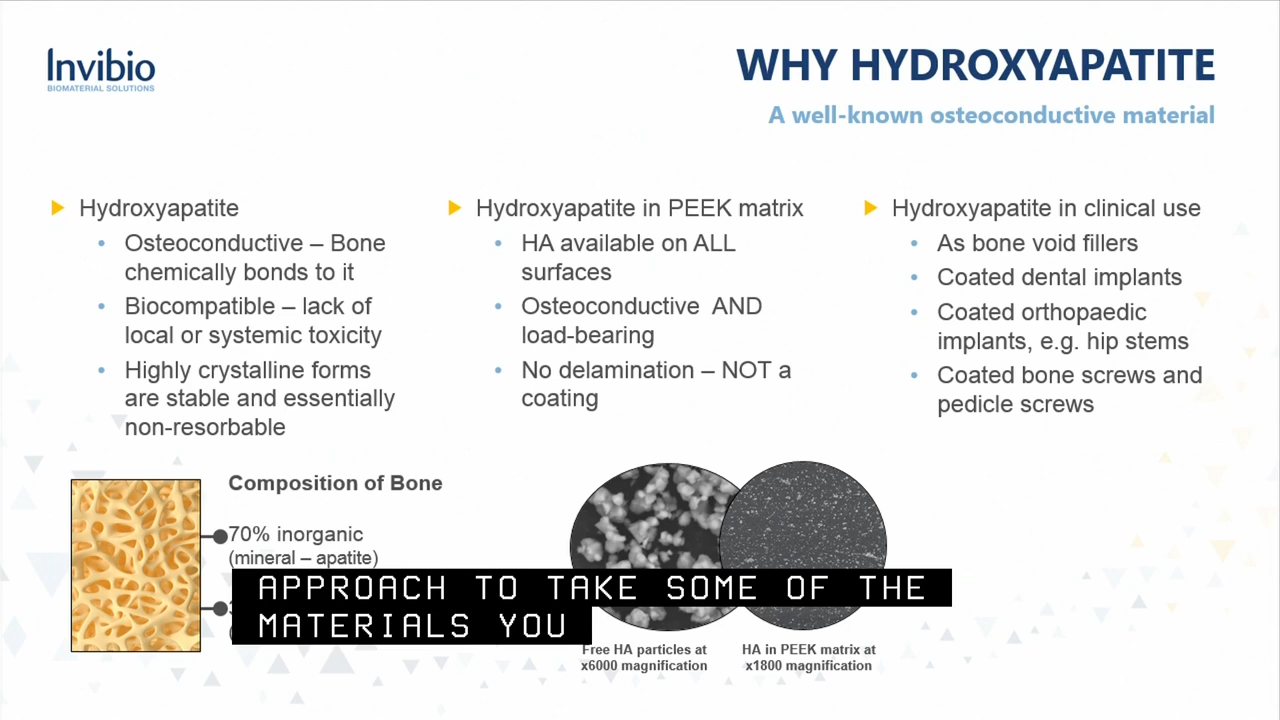 Invibio
BIOMATERIAL SOLUTIONS
WHY HYDROXYAPATITE
A well-known osteoconductive material
Hydroxyapatite
Osteoconductive – Bone
chemically bonds to it
Biocompatible – lack of
local or systemic toxicity
Highly crystalline forms
are stable and essentially
non-resorbable
Hydroxyapatite in PEEK matrix
HA available on ALL
surfaces
Osteoconductive AND
load-bearing
No delamination – NOT a
coating
Hydroxyapatite in clinical use
As bone void fillers
Coated dental implants
Coated orthopaedic
implants, e.g. hip stems
Coated bone screws and
pedicle screws
Composition of Bone
70% inorganic
(mineral – apatite)
APPROACH TO TAKE SOME OF THE
MATERIALS YOU
Free HA particles at
x6000 magnification
HA in PEEK matrix at
x1800 magnification